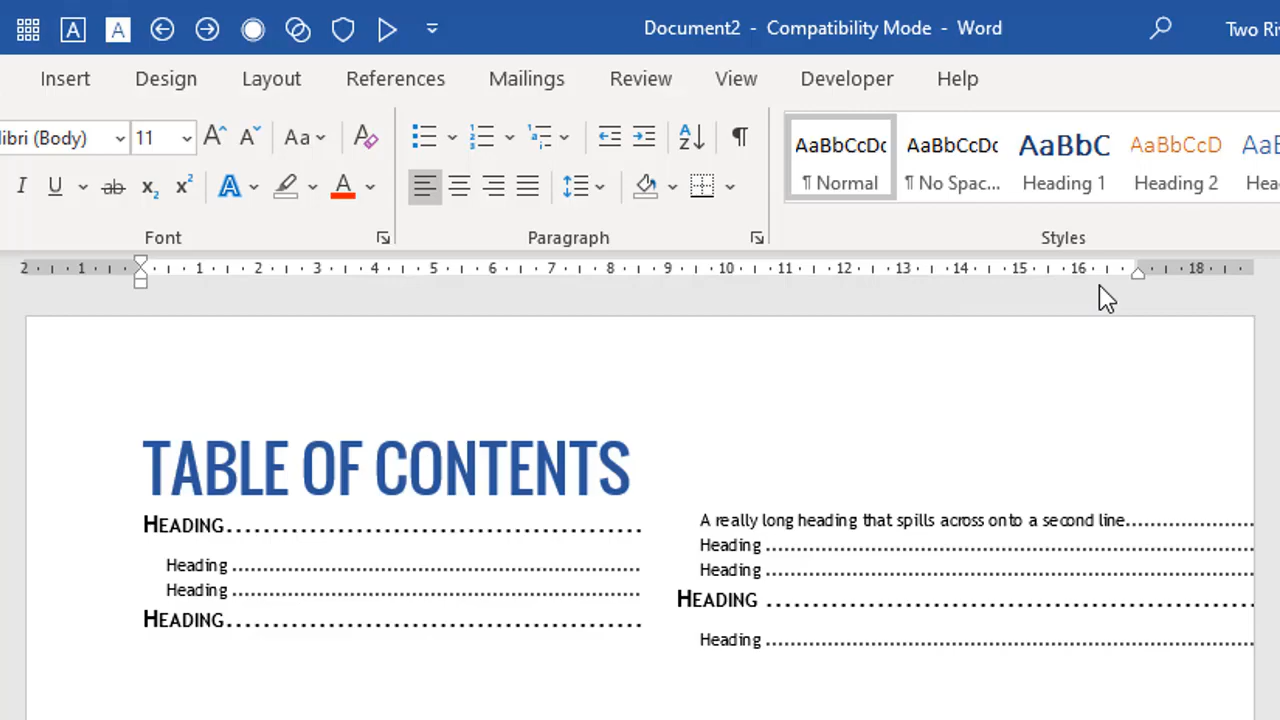 Document2 - Compatibility Mode - Word
Two Ri
Insert Design Layout References Mailings Review View Developer Help
libri (Body) 11 Aa
AaBbCcDc AaBbCcDc AaBbC AaBbCcD AaB
¶ Normal ¶ No Spac... Heading 1 Heading 2 Hea
Font Paragraph Styles
2 1 1 2 3 4 5 6 7 8 9 10 11 12 13 14 15 16 18
TABLE OF CONTENTS
HEADING........................................
Heading ........................................
Heading ........................................
HEADING........................................
A really long heading that spills across onto a second line....................
Heading ........................................
Heading ........................................
HEADING ........................................
Heading ........................................